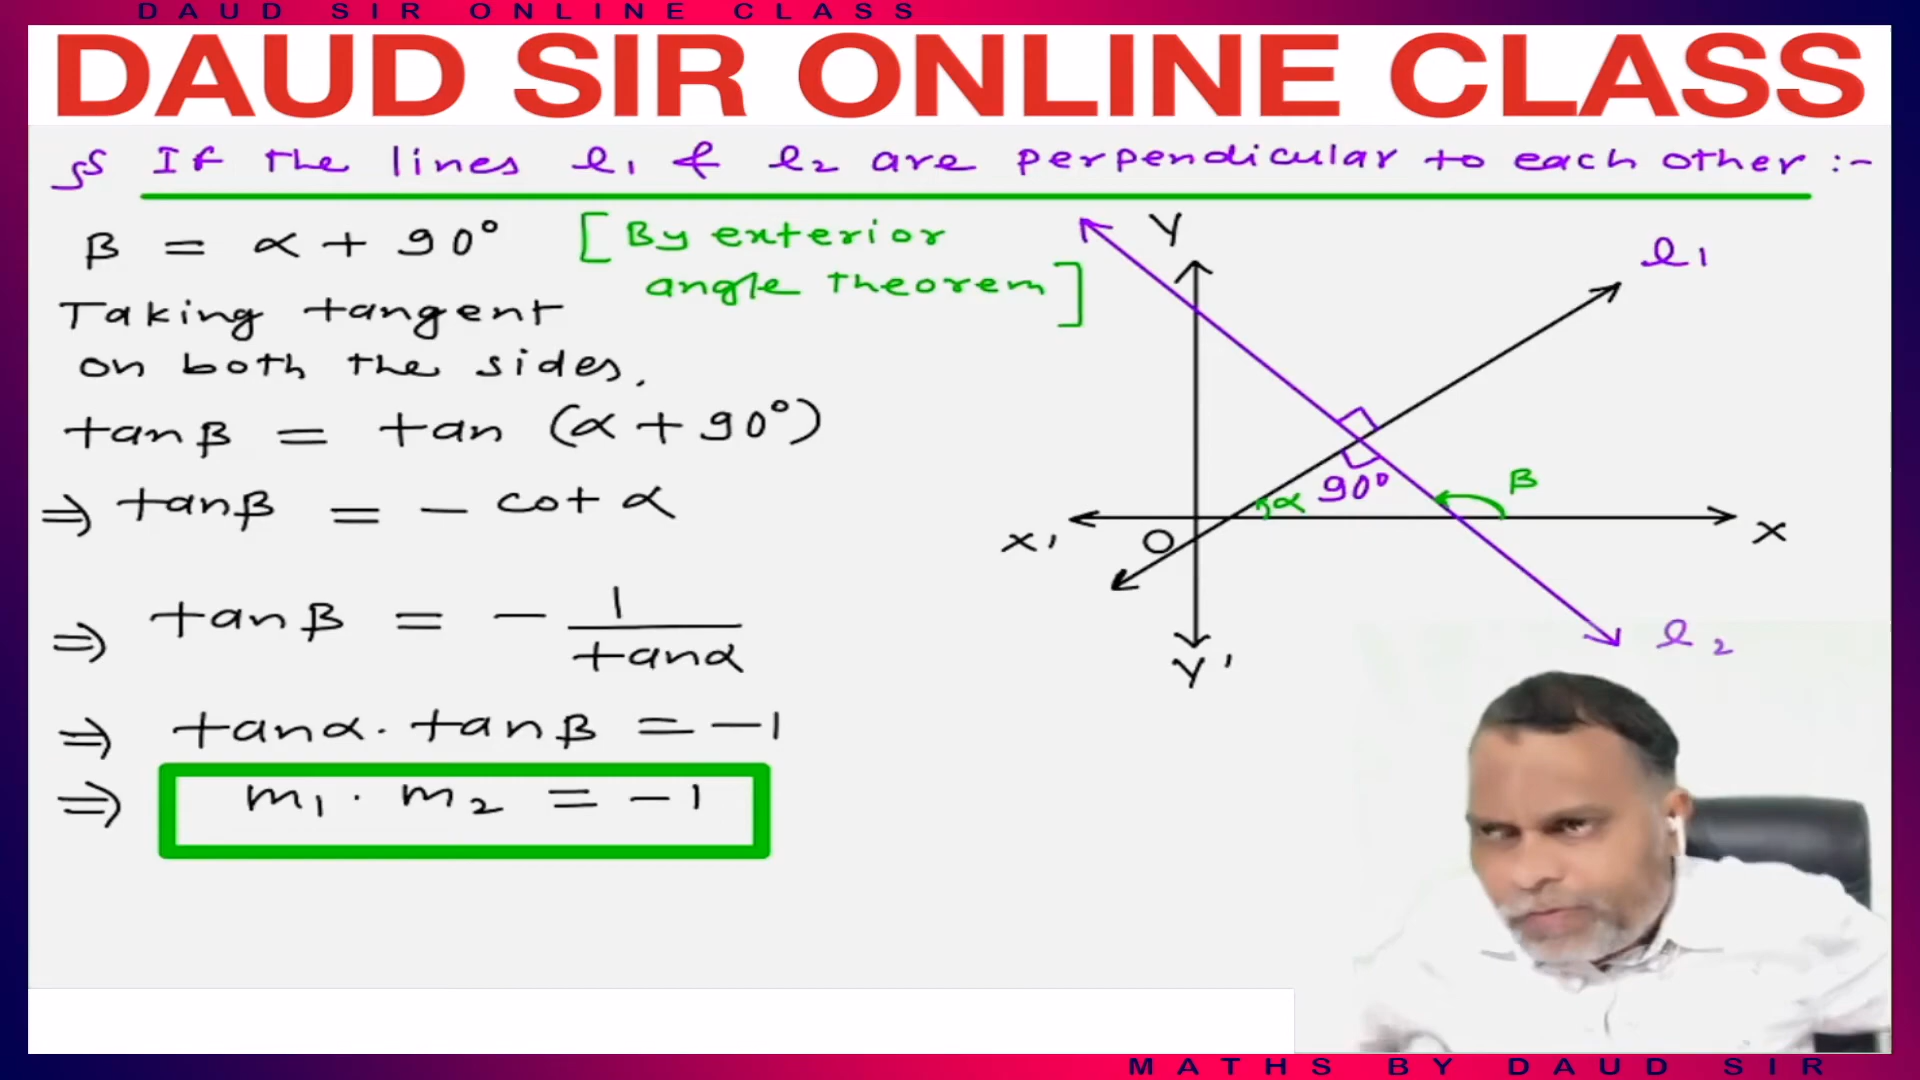 DAUD SIR ONLINE CLASS
DAUD SIR ONLINE CLASS
§ If the lines l1 & l2 are perpendicular to each other :-
β = α + 90° [By exterior
angle theorem]
Taking tangent
on both the sides.
tanβ = tan (α + 90°)
⇒ tanβ = - cot α
⇒ tanβ = - 1/tanα
⇒ tanα . tanβ = -1
⇒ m1 . m2 = -1
Y
l1
α 90° β
X' O X
l2
Y'
MATHS BY DAUD SIR